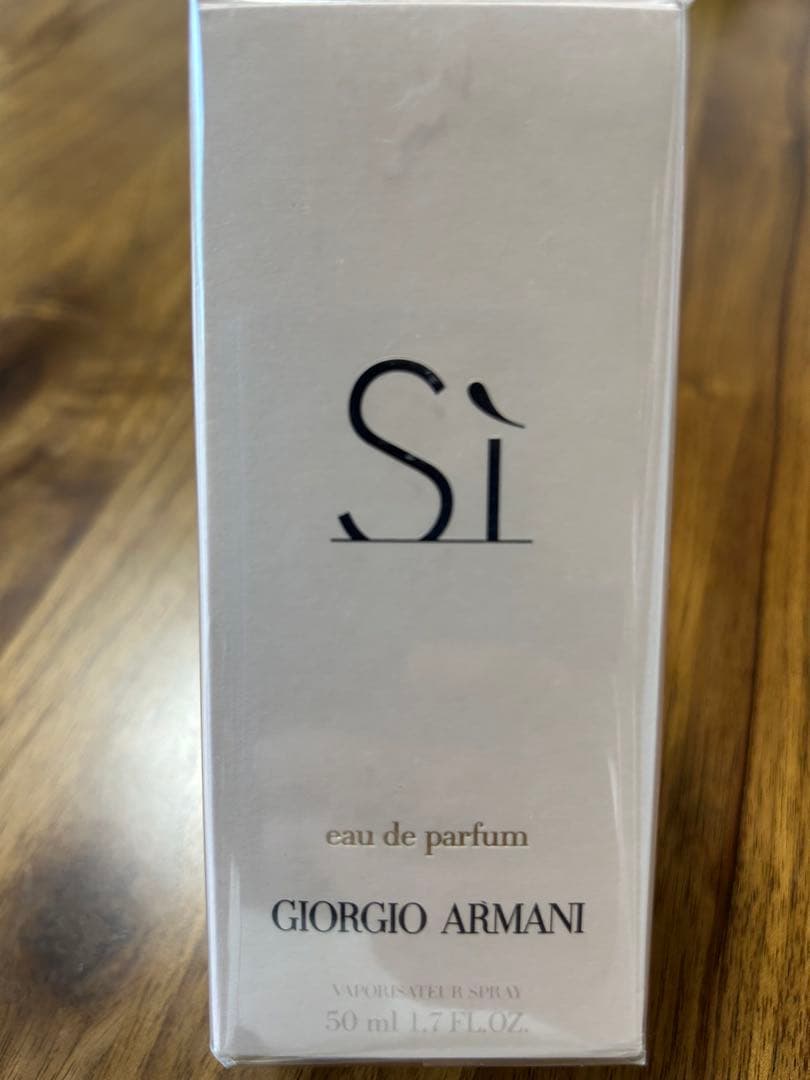 Sì
eau de parfum
GIORGIO ARMANI
VAPORISATEUR SPRAY
50 ml 1.7 FL.OZ.